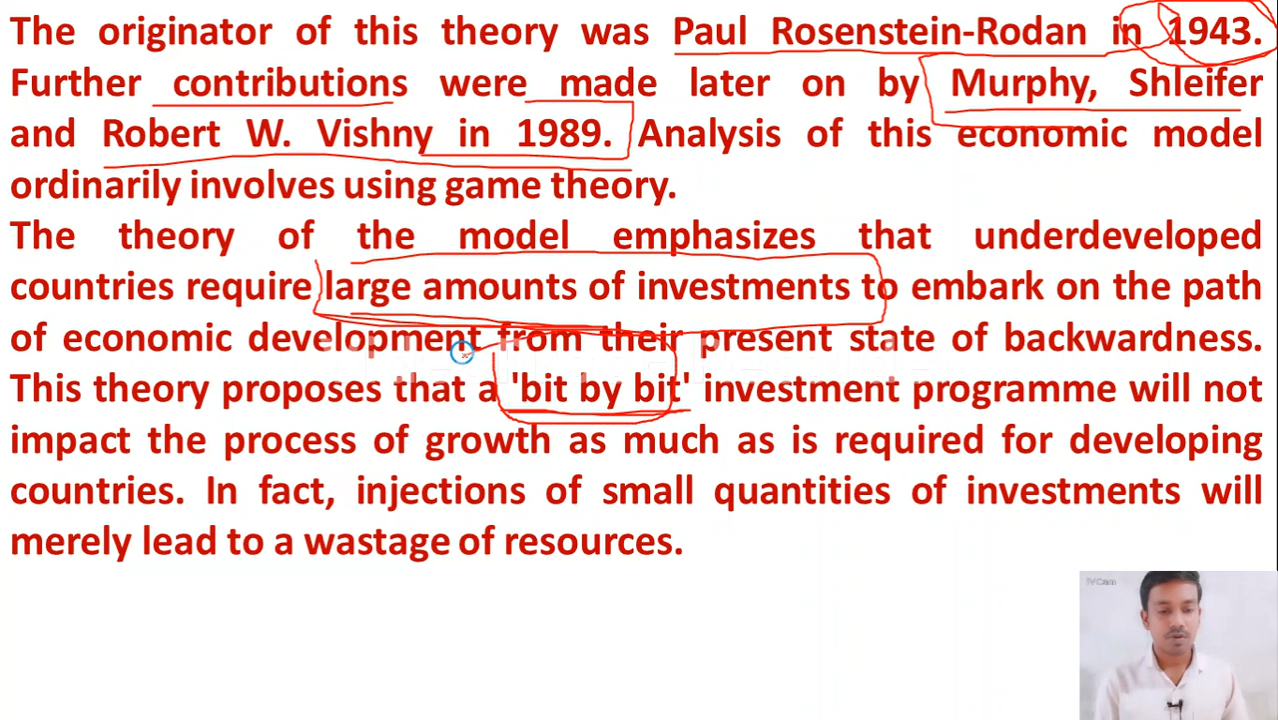 The originator of this theory was Paul Rosenstein-Rodan in 1943.
Further contributions were made later on by Murphy, Shleifer
and Robert W. Vishny in 1989. Analysis of this economic model
ordinarily involves using game theory.
The theory of the model emphasizes that underdeveloped
countries require large amounts of investments to embark on the path
of economic development from their present state of backwardness.
This theory proposes that a 'bit by bit' investment programme will not
impact the process of growth as much as is required for developing
countries. In fact, injections of small quantities of investments will
merely lead to a wastage of resources.
iVCam